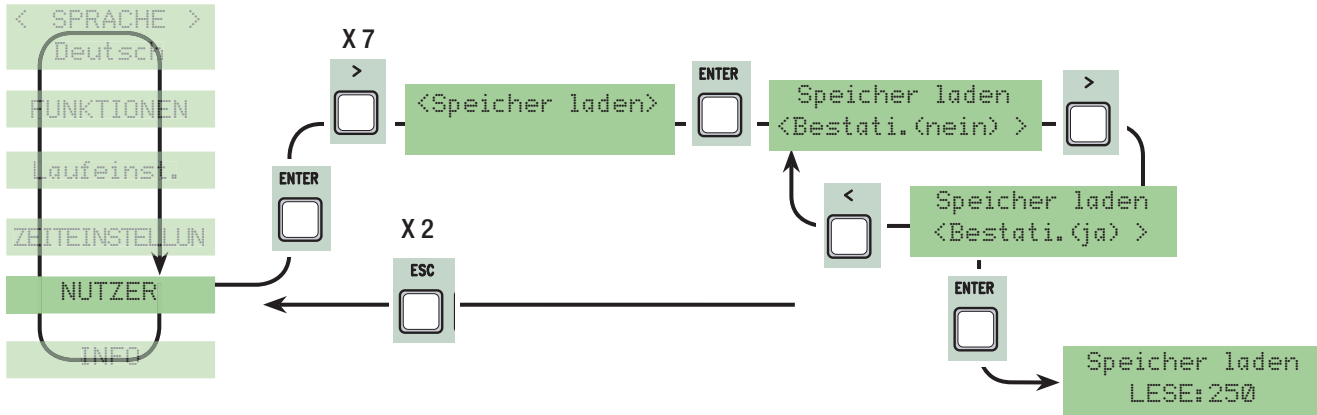 < SPRACHE >
Deutsch
FUNKTIONEN
Laufeinst.
ZEITEINSTELLUN
NUTZER
INFO
ENTER
X 7
>
<Speicher laden>
ENTER
Speicher laden
<Bestati.(nein) >
>
<
Speicher laden
<Bestati.(ja) >
X 2
ESC
ENTER
Speicher laden
LESE:250